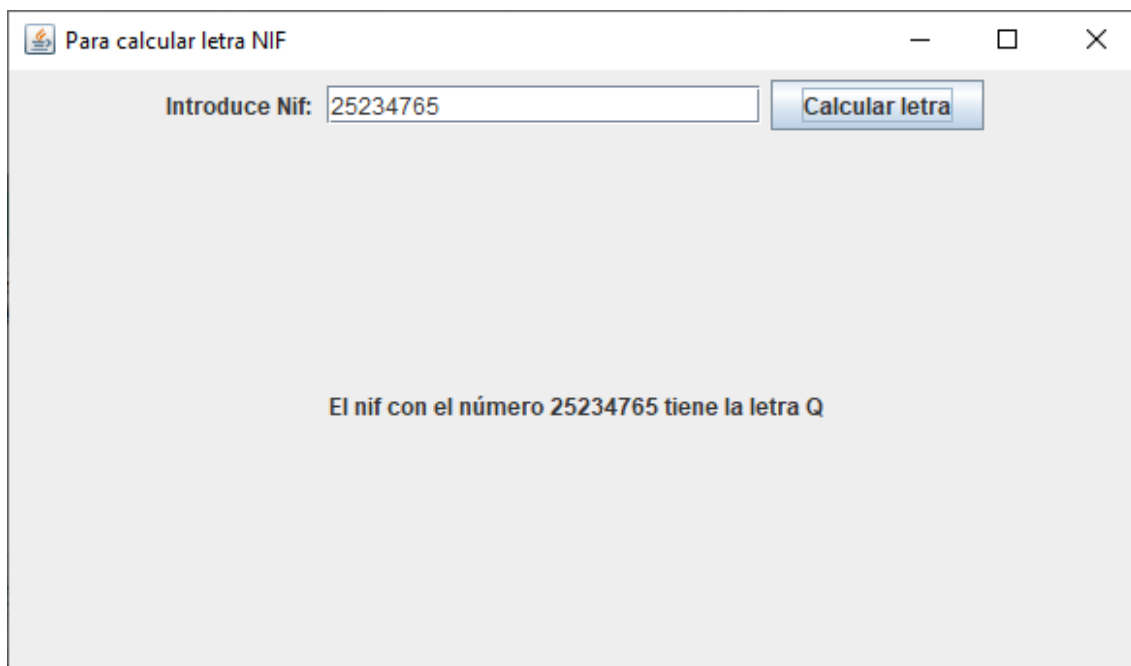 Para calcular letra NIF
Introduce Nif: 25234765 Calcular letra
El nif con el número 25234765 tiene la letra Q